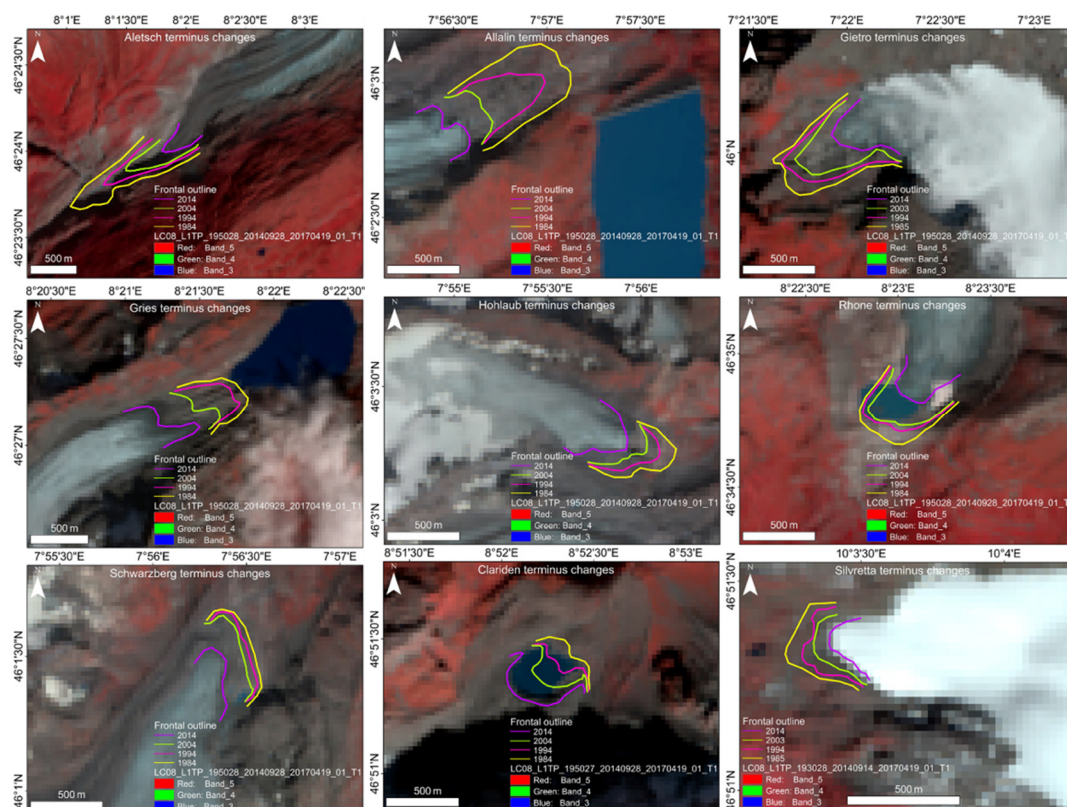 8°1'E 8°1'30"E 8°2'E 8°2'30"E 8°3'E
N
Aletsch terminus changes
46°24'30"N
46°24'N
46°23'30"N
Frontal outline
2014
2004
1994
1984
LC08_L1TP_195028_20140928_20170419_01_T1
Red: Band_5
Green: Band_4
Blue: Band_3
500 m
7°56'30"E 7°57'E 7°57'30"E
N
Allalin terminus changes
46°3'N
46°2'30"N
Frontal outline
2014
2004
1994
1984
LC08_L1TP_195028_20140928_20170419_01_T1
Red: Band_5
Green: Band_4
Blue: Band_3
500 m
7°21'30"E 7°22'E 7°22'30"E 7°23'E
N
Gietro terminus changes
46°N
Frontal outline
2014
2003
1994
1985
LC08_L1TP_195028_20140928_20170419_01_T1
Red: Band_5
Green: Band_4
Blue: Band_3
500 m
8°20'30"E 8°21'E 8°21'30"E 8°22'E 8°22'30"E
N
Gries terminus changes
46°27'30"N
46°27'N
Frontal outline
2014
2004
1994
1984
LC08_L1TP_195028_20140928_20170419_01_T1
Red: Band_5
Green: Band_4
Blue: Band_3
500 m
7°55'E 7°55'30"E 7°56'E
N
Hohlaub terminus changes
46°3'30"N
46°3'N
Frontal outline
2014
2004
1994
1984
LC08_L1TP_195028_20140928_20170419_01_T1
Red: Band_5
Green: Band_4
Blue: Band_3
500 m
8°22'30"E 8°23'E 8°23'30"E
N
Rhone terminus changes
46°35'N
46°34'30"N
Frontal outline
2014
2004
1994
1984
LC08_L1TP_195028_20140928_20170419_01_T1
Red: Band_5
Green: Band_4
Blue: Band_3
500 m
7°55'30"E 7°56'E 7°56'30"E 7°57'E
N
Schwarzberg terminus changes
46°1'30"N
46°1'N
Frontal outline
2014
2004
1994
1984
LC08_L1TP_195028_20140928_20170419_01_T1
Red: Band_5
Green: Band_4
Blue: Band_3
500 m
8°51'30"E 8°52'E 8°52'30"E 8°53'E
N
Clariden terminus changes
46°51'30"N
46°51'N
Frontal outline
2014
2004
1994
1984
LC08_L1TP_195027_20140928_20170419_01_T1
Red: Band_5
Green: Band_4
Blue: Band_3
500 m
10°3'30"E 10°4'E
N
Silvretta terminus changes
46°51'30"N
46°51'N
Frontal outline
2014
2003
1994
1985
LC08_L1TP_193028_20140914_20170419_01_T1
Red: Band_5
Green: Band_4
Blue: Band_3
500 m